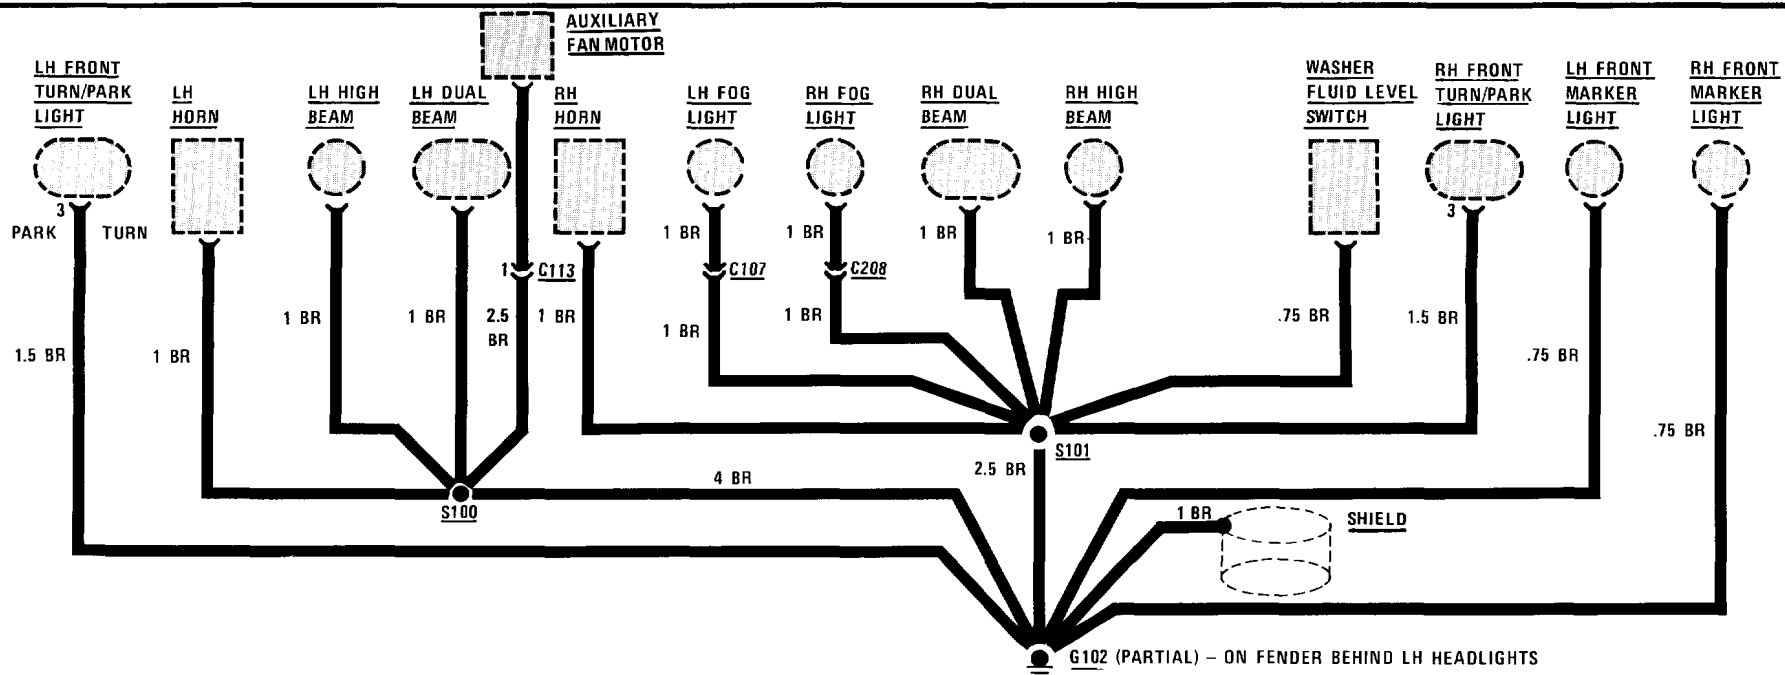 AUXILIARY
FAN MOTOR
LH FRONT
TURN/PARK
LIGHT
LH
HORN
LH HIGH
BEAM
LH DUAL
BEAM
RH
HORN
LH FOG
LIGHT
RH FOG
LIGHT
RH DUAL
BEAM
RH HIGH
BEAM
WASHER
FLUID LEVEL
SWITCH
RH FRONT
TURN/PARK
LIGHT
LH FRONT
MARKER
LIGHT
RH FRONT
MARKER
LIGHT
3
PARK
TURN
1 BR
1 BR
1 BR
1 BR
3
1
C113
C107
C208
1.5 BR
1 BR
1 BR
1 BR
2.5
BR
1 BR
1 BR
1 BR
.75 BR
1.5 BR
.75 BR
.75 BR
S101
2.5 BR
4 BR
S100
1 BR
SHIELD
G102 (PARTIAL) – ON FENDER BEHIND LH HEADLIGHTS